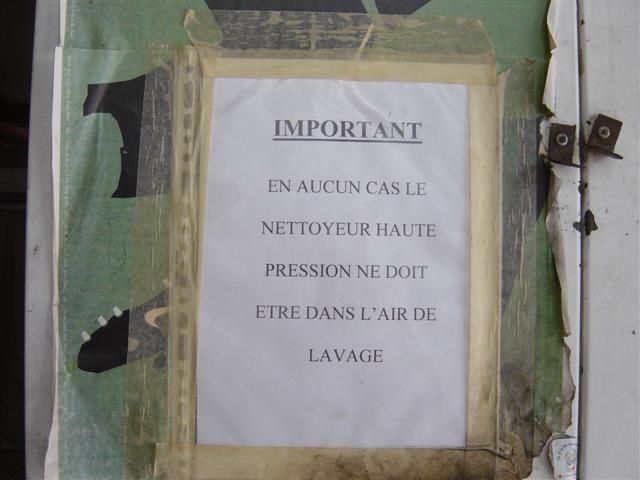 IMPORTANT
EN AUCUN CAS LE
NETTOYEUR HAUTE
PRESSION NE DOIT
ETRE DANS L'AIR DE
LAVAGE